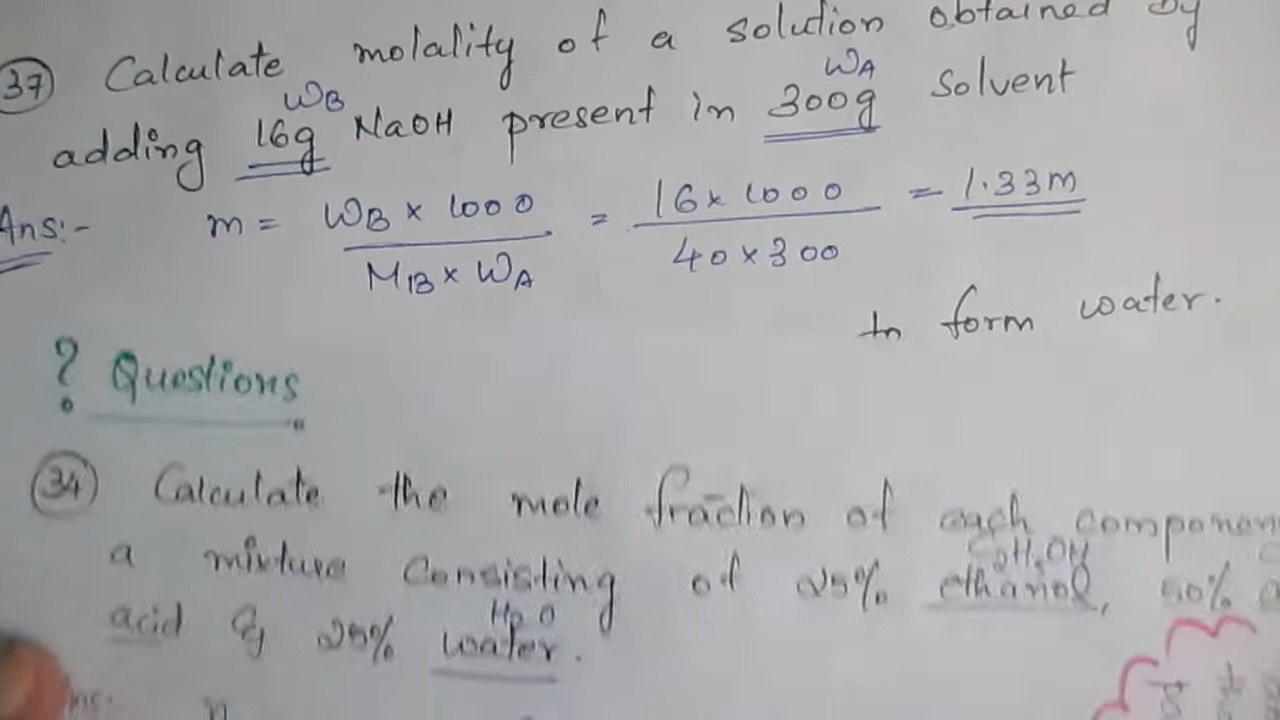 37 Calculate molality of a solution obtained by
WB WA
adding 16g NaOH present in 300g solvent
Ans:- m = WB × 1000 / MB × WA = 16 × 1000 / 40 × 300 = 1.33m
to form water.
? Questions
34 Calculate the mole fraction of each componen
C2H5OH
a mixture consisting of 25% ethanol, 50% a
H2O
acid & 25% water.